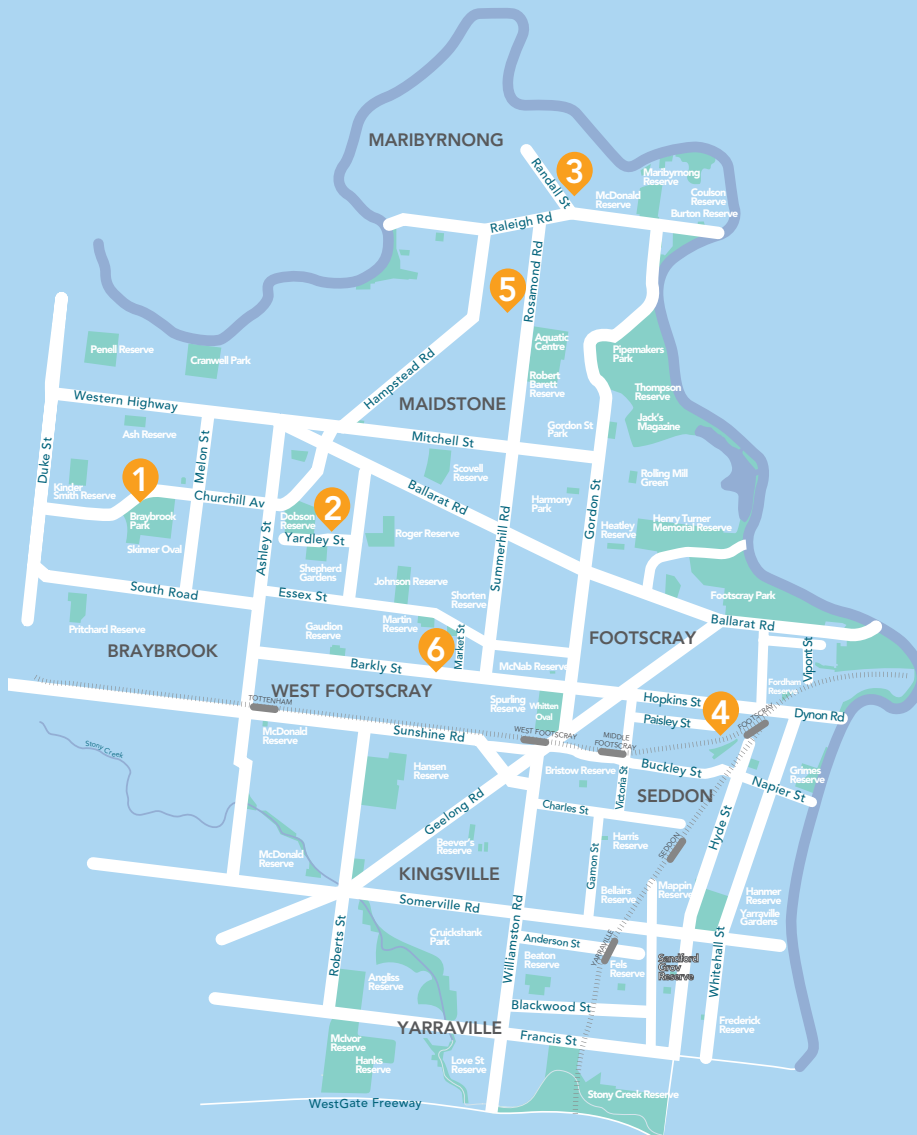 MARIBYRNONG
3
Randall St
McDonald
Reserve
Maribyrnong
Reserve
Coulson
Reserve
Burton Reserve
Raleigh Rd
5
Rosamond Rd
Penell Reserve
Cranwell Park
Aquatic
Centre
Pipemakers
Park
Hampstead Rd
Robert
Barett
Reserve
Thompson
Reserve
Western Highway
MAIDSTONE
Jack's
Magazine
Gordon St
Park
Ash Reserve
Mitchell St
Duke St
Melon St
1
Scovell
Reserve
Rolling Mill
Green
Kinder
Smith Reserve
Churchill Av
2
Ballarat Rd
Harmony
Park
Gordon St
Braybrook
Park
Dobson
Reserve
Henry Turner
Memorial Reserve
Heatley
Reserve
Roger Reserve
Yardley St
Skinner Oval
Ashley St
Summerhill Rd
Shepherd
Gardens
Johnson Reserve
South Road
Essex St
Shorten
Reserve
Footscray Park
Pritchard Reserve
Gaudion
Reserve
Martin
Reserve
Market St
Ballarat Rd
BRAYBROOK
6
FOOTSCRAY
Vipont St
Barkly St
McNab Reserve
WEST FOOTSCRAY
Fordham
Reserve
TOTTENHAM
Spurling
Reserve
Whitten
Oval
Hopkins St
4
Paisley St
Dynon Rd
FOOTSCRAY
McDonald
Reserve
Sunshine Rd
WEST FOOTSCRAY
MIDDLE
FOOTSCRAY
Stony Creek
Hansen
Reserve
Bristow Reserve
Buckley St
Grimes
Reserve
Victoria St
SEDDON
Napier St
Geelong Rd
Charles St
Hyde St
Beever's
Reserve
Harris
Reserve
SEDDON
McDonald
Reserve
Gamon St
KINGSVILLE
Bellairs
Reserve
Mappin
Reserve
Hanmer
Reserve
Somerville Rd
Yarraville
Gardens
Cruickshank
Park
Williamston Rd
Anderson St
YARRAVILLE
Roberts St
Beaton
Reserve
Fels
Reserve
Sandford
Grov
Reserve
Whitehall St
Angliss
Reserve
Blackwood St
Frederick
Reserve
YARRAVILLE
Francis St
McIvor
Reserve
Hanks
Reserve
Love St
Reserve
Stony Creek Reserve
WestGate Freeway